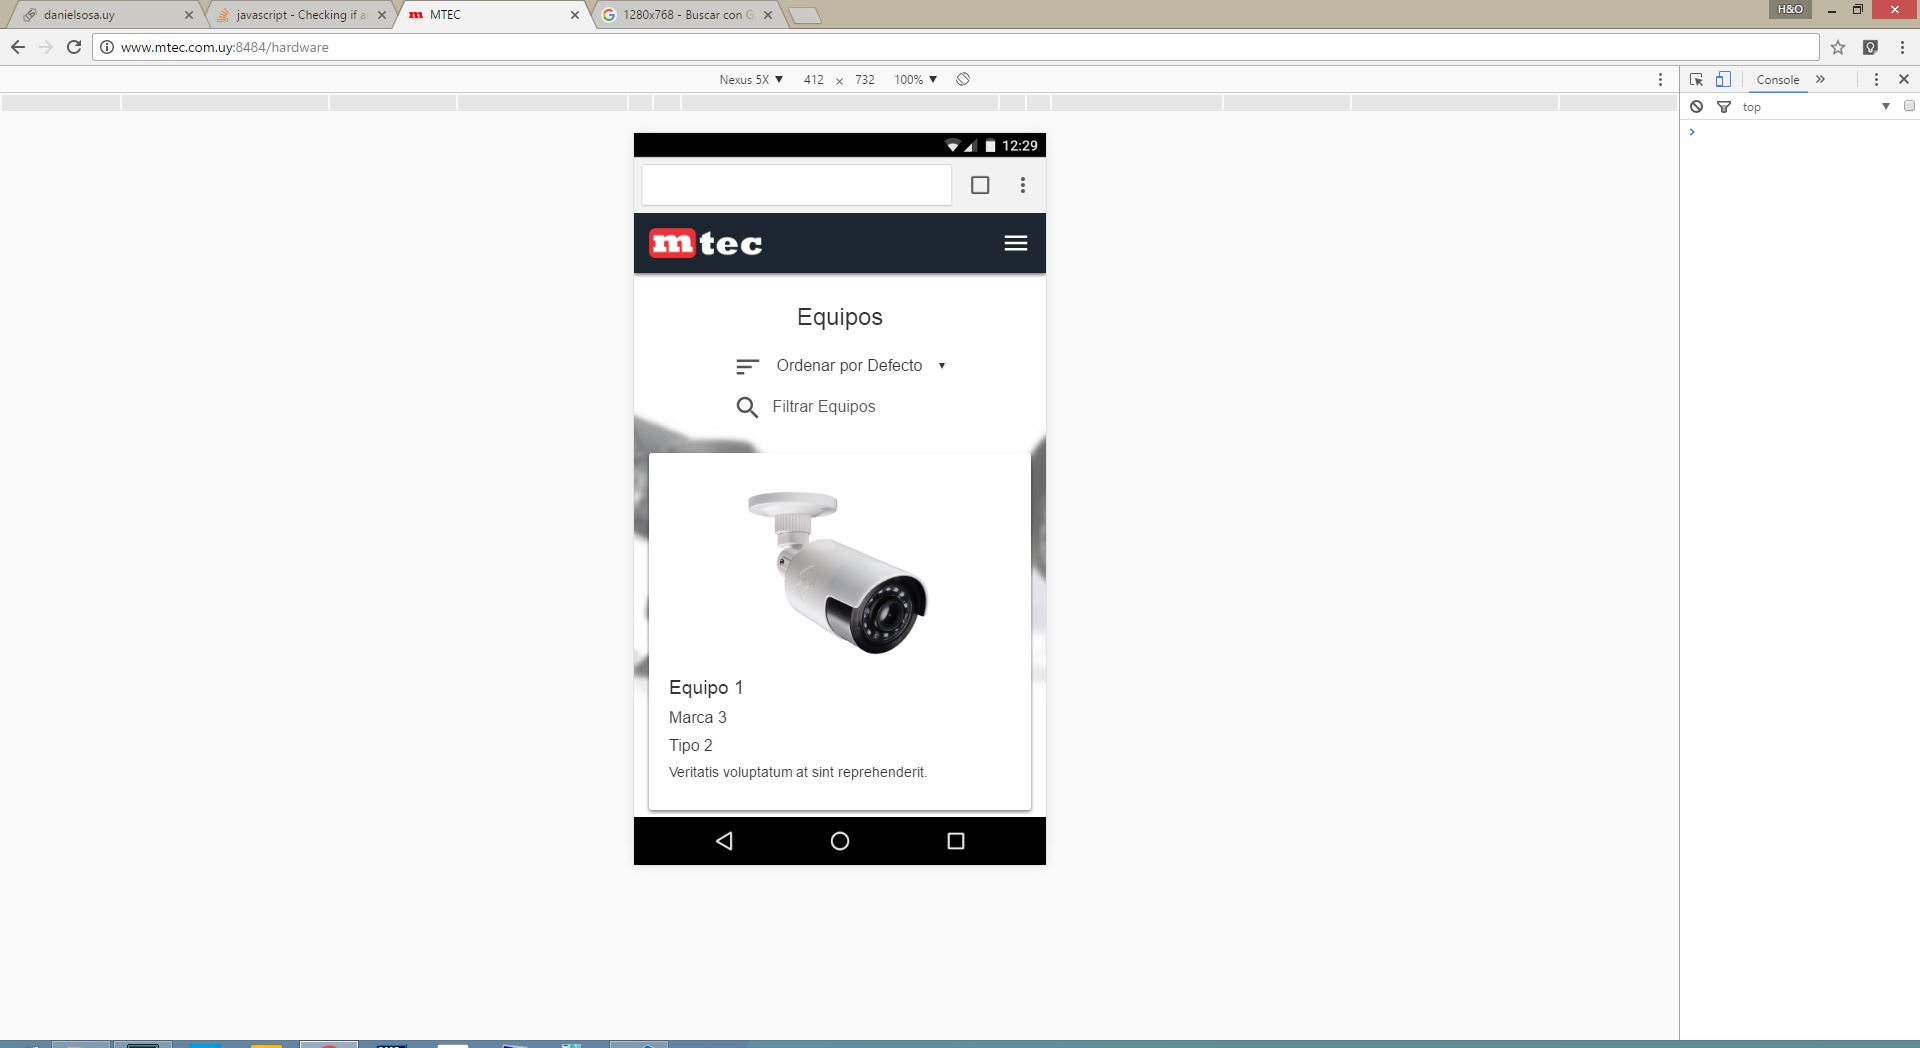 danielsosa.uy
javascript - Checking if a
MTEC
1280x768 - Buscar con G
H&O
www.mtec.com.uy:8484/hardware
Nexus 5X ▼ 412 x 732 100% ▼
Console
top
12:29
mtec
Equipos
Ordenar por Defecto
Filtrar Equipos
Equipo 1
Marca 3
Tipo 2
Veritatis voluptatum at sint reprehenderit.